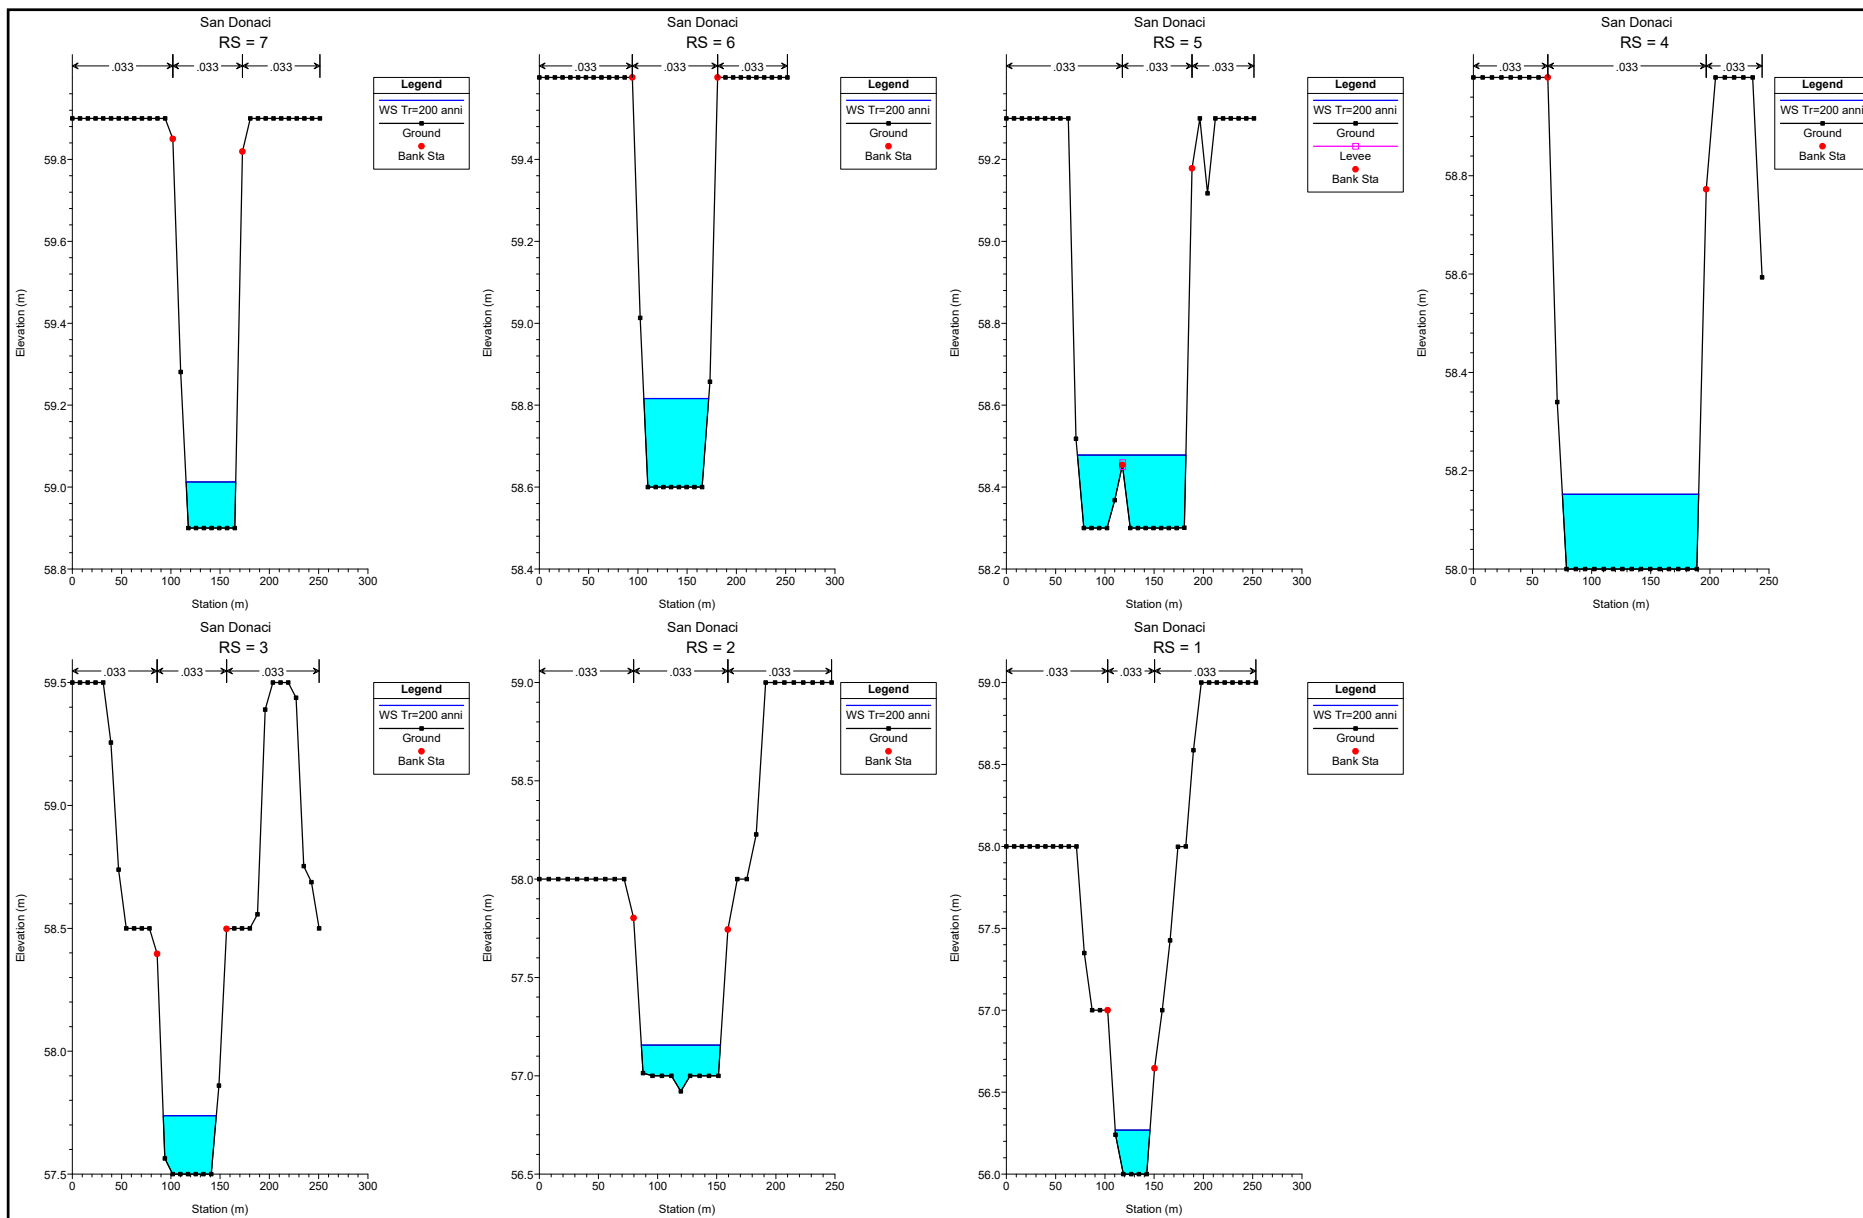 San Donaci
RS = 7
.033 .033 .033
Legend
WS Tr=200 anni
Ground
Bank Sta
59.8
59.6
59.4
59.2
59.0
58.8
0 50 100 150 200 250 300
Elevation (m)
Station (m)
San Donaci
RS = 6
.033 .033 .033
Legend
WS Tr=200 anni
Ground
Bank Sta
59.4
59.2
59.0
58.8
58.6
58.4
0 50 100 150 200 250 300
Elevation (m)
Station (m)
San Donaci
RS = 5
.033 .033 .033
Legend
WS Tr=200 anni
Ground
Levee
Bank Sta
59.2
59.0
58.8
58.6
58.4
58.2
0 50 100 150 200 250 300
Elevation (m)
Station (m)
San Donaci
RS = 4
.033 .033 .033
Legend
WS Tr=200 anni
Ground
Bank Sta
58.8
58.6
58.4
58.2
58.0
0 50 100 150 200 250
Elevation (m)
Station (m)
San Donaci
RS = 3
.033 .033 .033
Legend
WS Tr=200 anni
Ground
Bank Sta
59.5
59.0
58.5
58.0
57.5
0 50 100 150 200 250 300
Elevation (m)
Station (m)
San Donaci
RS = 2
.033 .033 .033
Legend
WS Tr=200 anni
Ground
Bank Sta
59.0
58.5
58.0
57.5
57.0
56.5
0 50 100 150 200 250
Elevation (m)
Station (m)
San Donaci
RS = 1
.033 .033 .033
Legend
WS Tr=200 anni
Ground
Bank Sta
59.0
58.5
58.0
57.5
57.0
56.5
56.0
0 50 100 150 200 250 300
Elevation (m)
Station (m)